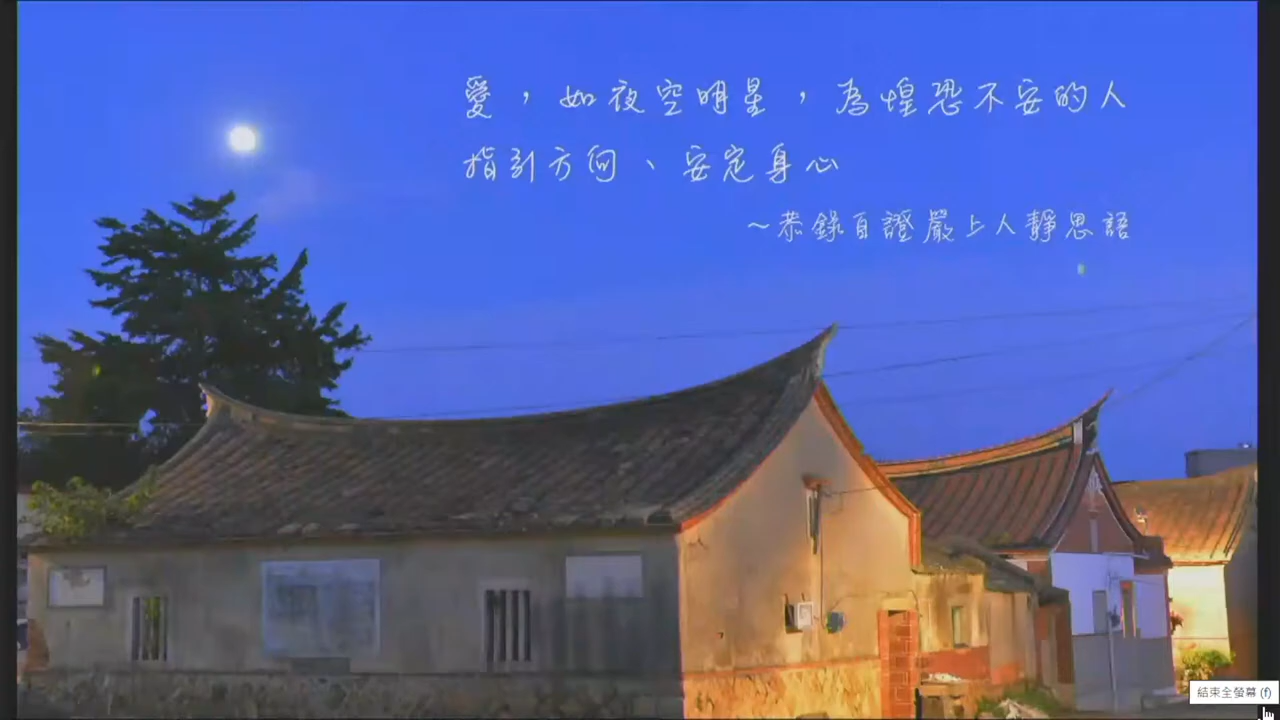 愛，如夜空明星，為惶恐不安的人
指引方向、安定身心
～恭錄自證嚴上人靜思語
結束全螢幕 (f)